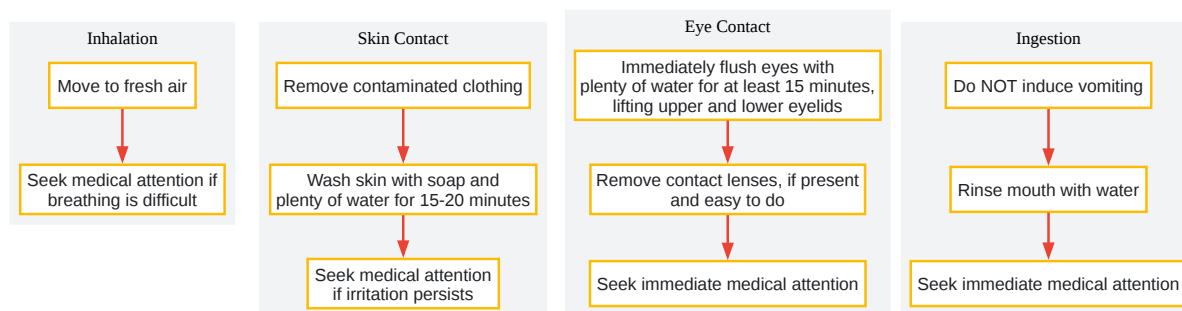 Inhalation
Move to fresh air
Seek medical attention if
breathing is difficult
Skin Contact
Remove contaminated clothing
Wash skin with soap and
plenty of water for 15-20 minutes
Seek medical attention
if irritation persists
Eye Contact
Immediately flush eyes with
plenty of water for at least 15 minutes,
lifting upper and lower eyelids
Remove contact lenses, if present
and easy to do
Seek immediate medical attention
Ingestion
Do NOT induce vomiting
Rinse mouth with water
Seek immediate medical attention